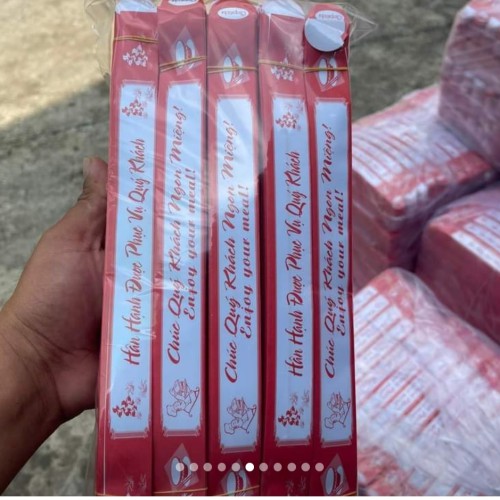 Hân Hạnh Được Phục Vụ Quý Khách
Chúc Quý Khách Ngon Miệng!
Enjoy your meal!
Chúc Quý Khách Ngon Miệng!
Enjoy your meal!
Hân Hạnh Được Phục Vụ Quý Khách
Chúc Quý Khách Ngon Miệng!
Enjoy your meal!